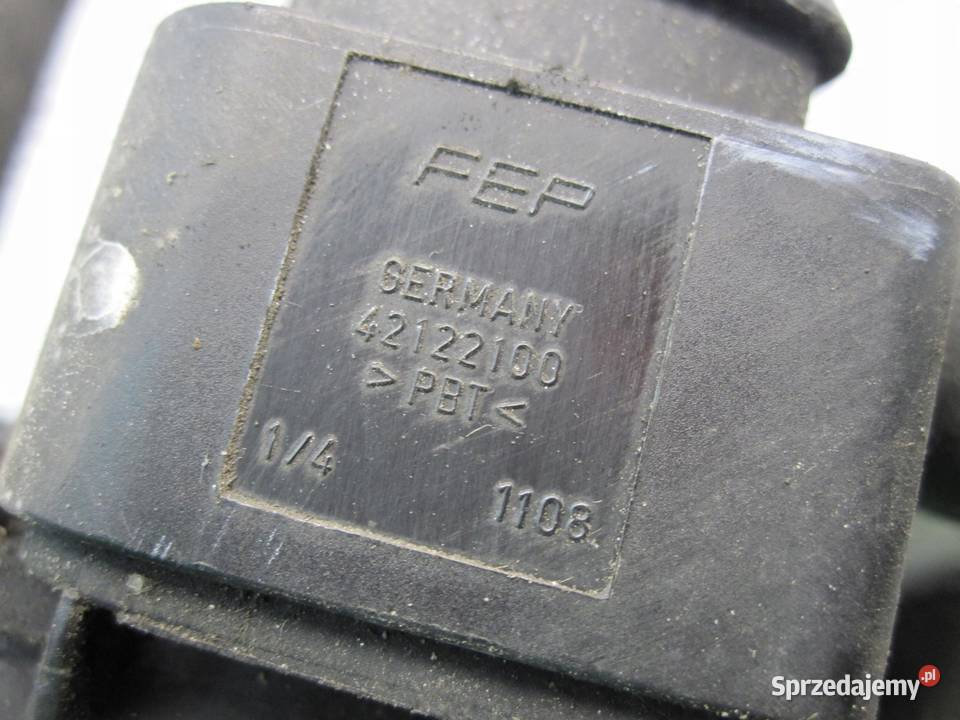 FEP
GERMANY
42122100
> PBT <
1/4
1108
Sprzedajemy.pl